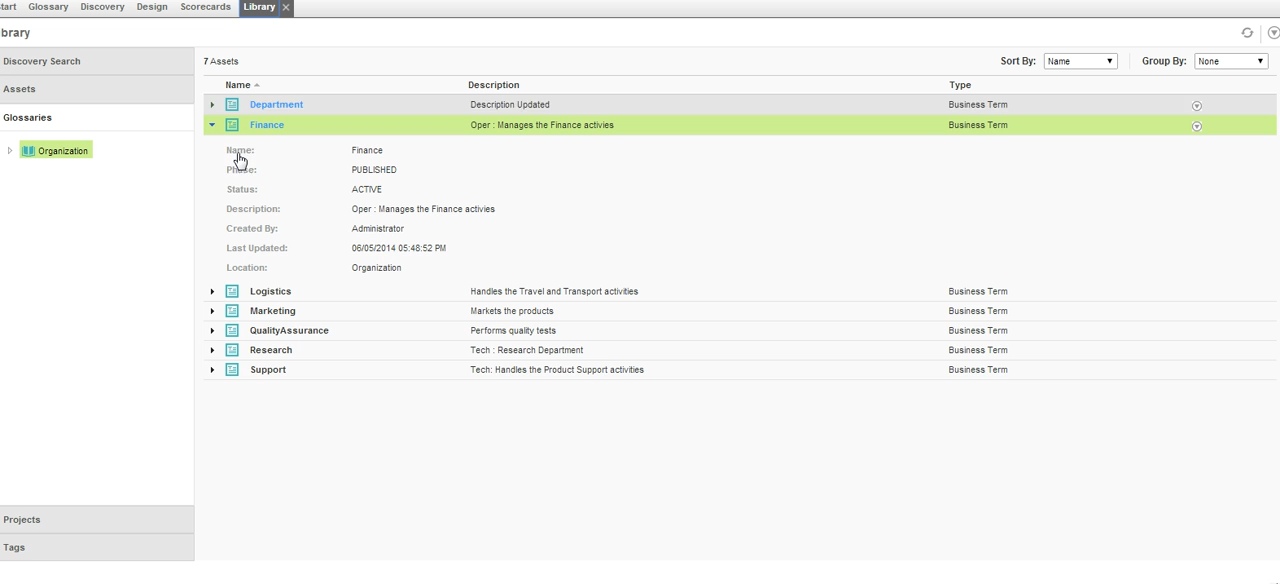 tart Glossary Discovery Design Scorecards Library
brary
Discovery Search
Assets
Glossaries
Organization
Projects
Tags
7 Assets Sort By: Name Group By: None
Name Description Type
Department Description Updated Business Term
Finance Oper : Manages the Finance activies Business Term
Name: Finance
Phase: PUBLISHED
Status: ACTIVE
Description: Oper : Manages the Finance activies
Created By: Administrator
Last Updated: 06/05/2014 05:48:52 PM
Location: Organization
Logistics Handles the Travel and Transport activities Business Term
Marketing Markets the products Business Term
QualityAssurance Performs quality tests Business Term
Research Tech : Research Department Business Term
Support Tech: Handles the Product Support activities Business Term